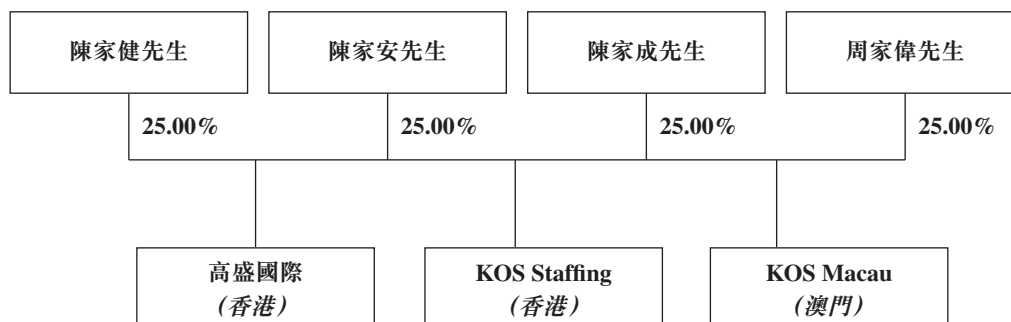 陳家健先生
陳家安先生
陳家成先生
周家偉先生
25.00%
25.00%
25.00%
25.00%
高盛國際
(香港)
KOS Staffing
(香港)
KOS Macau
(澳門)